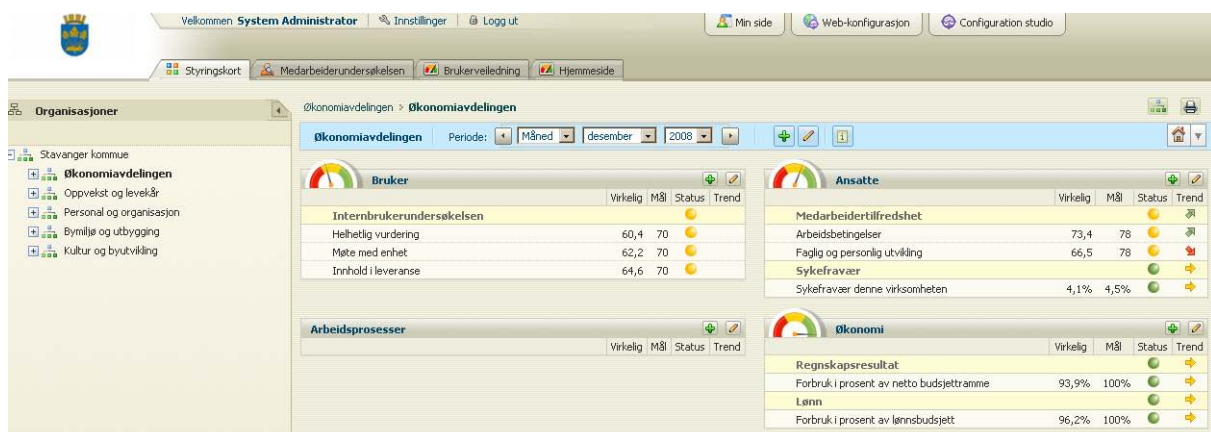 Velkommen System Administrator | Innstillinger | Logg ut
Min side
Web-konfigurasjon
Configuration studio
Styringskort
Medarbeiderundersøkelsen
Brukerveiledning
Hjemmeside
Organisasjoner
Stavanger kommue
Økonomiavdelingen
Oppvekst og levekår
Personal og organisasjon
Bymiljø og utbygging
Kultur og byutvikling
Økonomiavdelingen > Økonomiavdelingen
Økonomiavdelingen Periode: Måned desember 2008
Bruker
Virkelig Mål Status Trend
Internbrukerundersøkelsen
Helhetlig vurdering 60,4 70
Møte med enhet 62,2 70
Innhold i leveranse 64,6 70
Ansatte
Virkelig Mål Status Trend
Medarbeidertilfredshet
Arbeidsbetingelser 73,4 78
Faglig og personlig utvikling 66,5 78
Sykefravær
Sykefravær denne virksomheten 4,1% 4,5%
Arbeidsprosesser
Virkelig Mål Status Trend
Økonomi
Virkelig Mål Status Trend
Regnskapsresultat
Forbruk i prosent av netto budsjettramme 93,9% 100%
Lønn
Forbruk i prosent av lønnsbudsjett 96,2% 100%